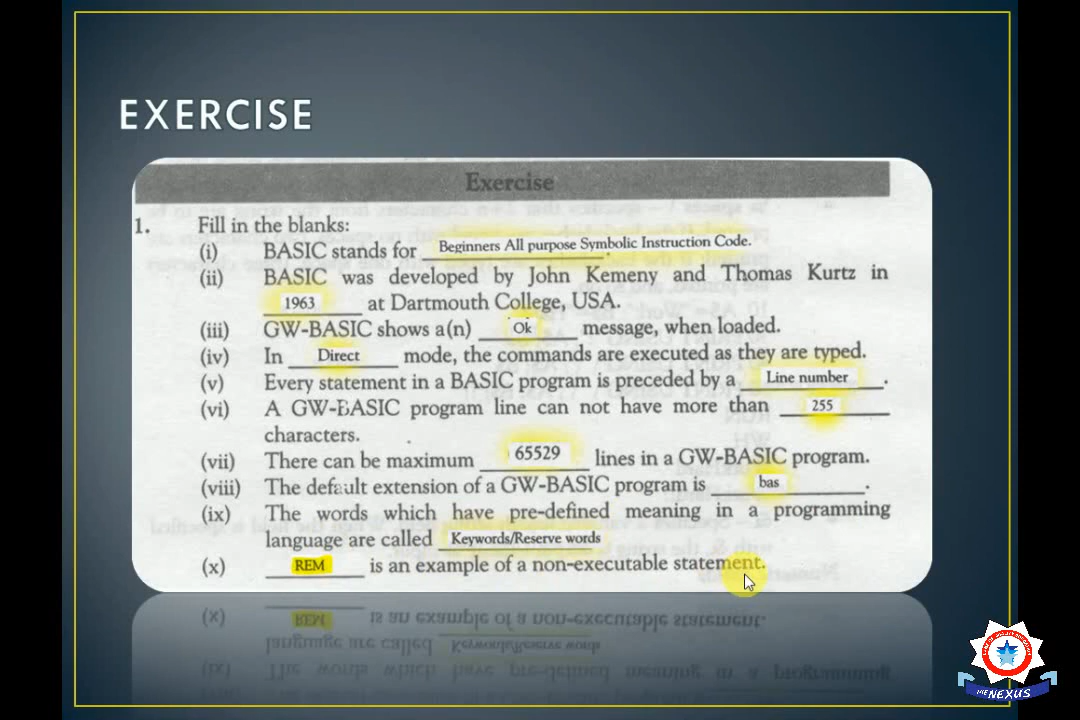 EXERCISE
Exercise
1. Fill in the blanks:
(i) BASIC stands for Beginners All purpose Symbolic Instruction Code.
(ii) BASIC was developed by John Kemeny and Thomas Kurtz in
1963 at Dartmouth College, USA.
(iii) GW-BASIC shows a(n) Ok message, when loaded.
(iv) In Direct mode, the commands are executed as they are typed.
(v) Every statement in a BASIC program is preceded by a Line number.
(vi) A GW-BASIC program line can not have more than 255
characters.
(vii) There can be maximum 65529 lines in a GW-BASIC program.
(viii) The default extension of a GW-BASIC program is bas.
(ix) The words which have pre-defined meaning in a programming
language are called Keywords/Reserve words
(x) REM is an example of a non-executable statement.
THE NEXUS